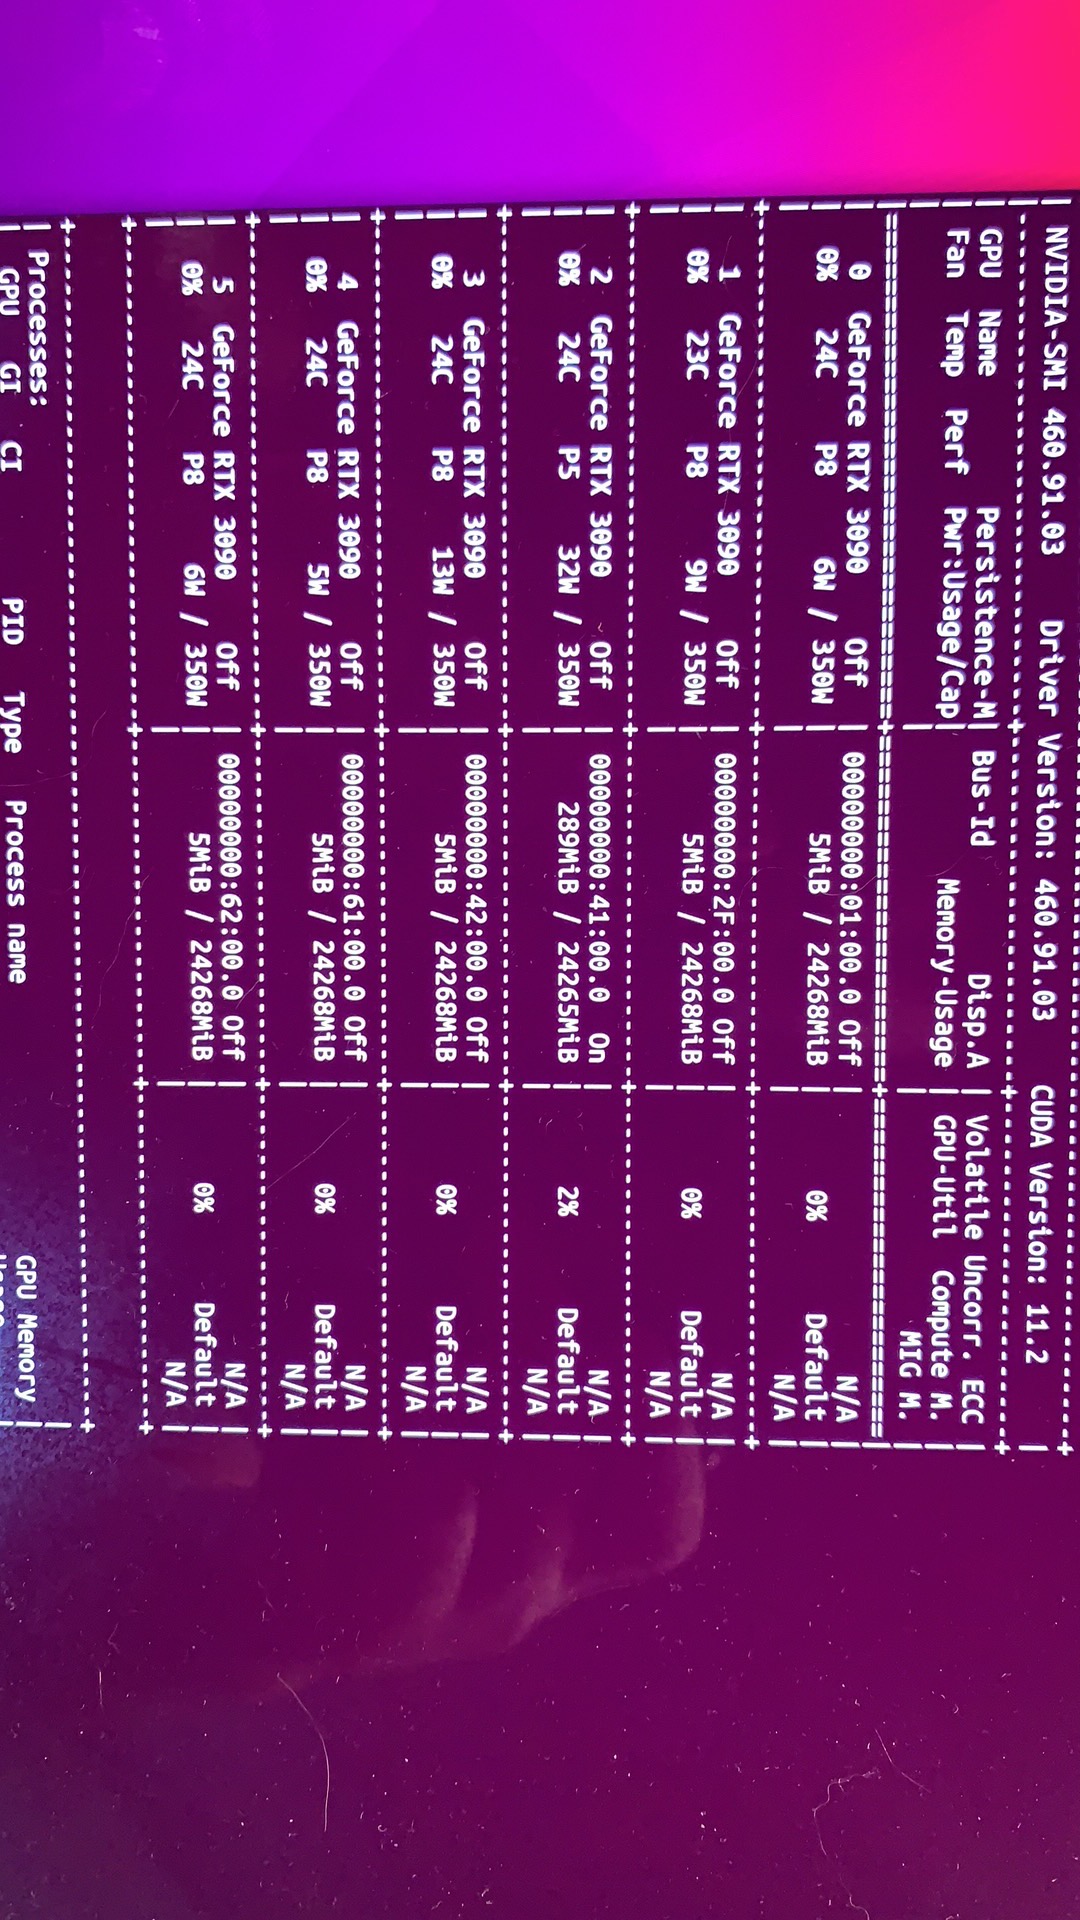 NVIDIA-SMI 460.91.03 Driver Version: 460.91.03 CUDA Version: 11.2
GPU Name Persistence-M| Bus-Id Disp.A | Volatile Uncorr. ECC
Fan Temp Perf Pwr:Usage/Cap| Memory-Usage | GPU-Util Compute M.
MIG M.
0 GeForce RTX 3090 Off | 00000000:01:00.0 Off | N/A
0% 24C P8 6W / 350W | 5MiB / 24268MiB | 0% Default
N/A
1 GeForce RTX 3090 Off | 00000000:2F:00.0 Off | N/A
0% 23C P8 9W / 350W | 5MiB / 24268MiB | 0% Default
N/A
2 GeForce RTX 3090 Off | 00000000:41:00.0 On | N/A
0% 24C P5 32W / 350W | 289MiB / 24265MiB | 2% Default
N/A
3 GeForce RTX 3090 Off | 00000000:42:00.0 Off | N/A
0% 24C P8 13W / 350W | 5MiB / 24268MiB | 0% Default
N/A
4 GeForce RTX 3090 Off | 00000000:61:00.0 Off | N/A
0% 24C P8 5W / 350W | 5MiB / 24268MiB | 0% Default
N/A
5 GeForce RTX 3090 Off | 00000000:62:00.0 Off | N/A
0% 24C P8 6W / 350W | 5MiB / 24268MiB | 0% Default
N/A
Processes:
GPU GI CI PID Type Process name GPU Memory